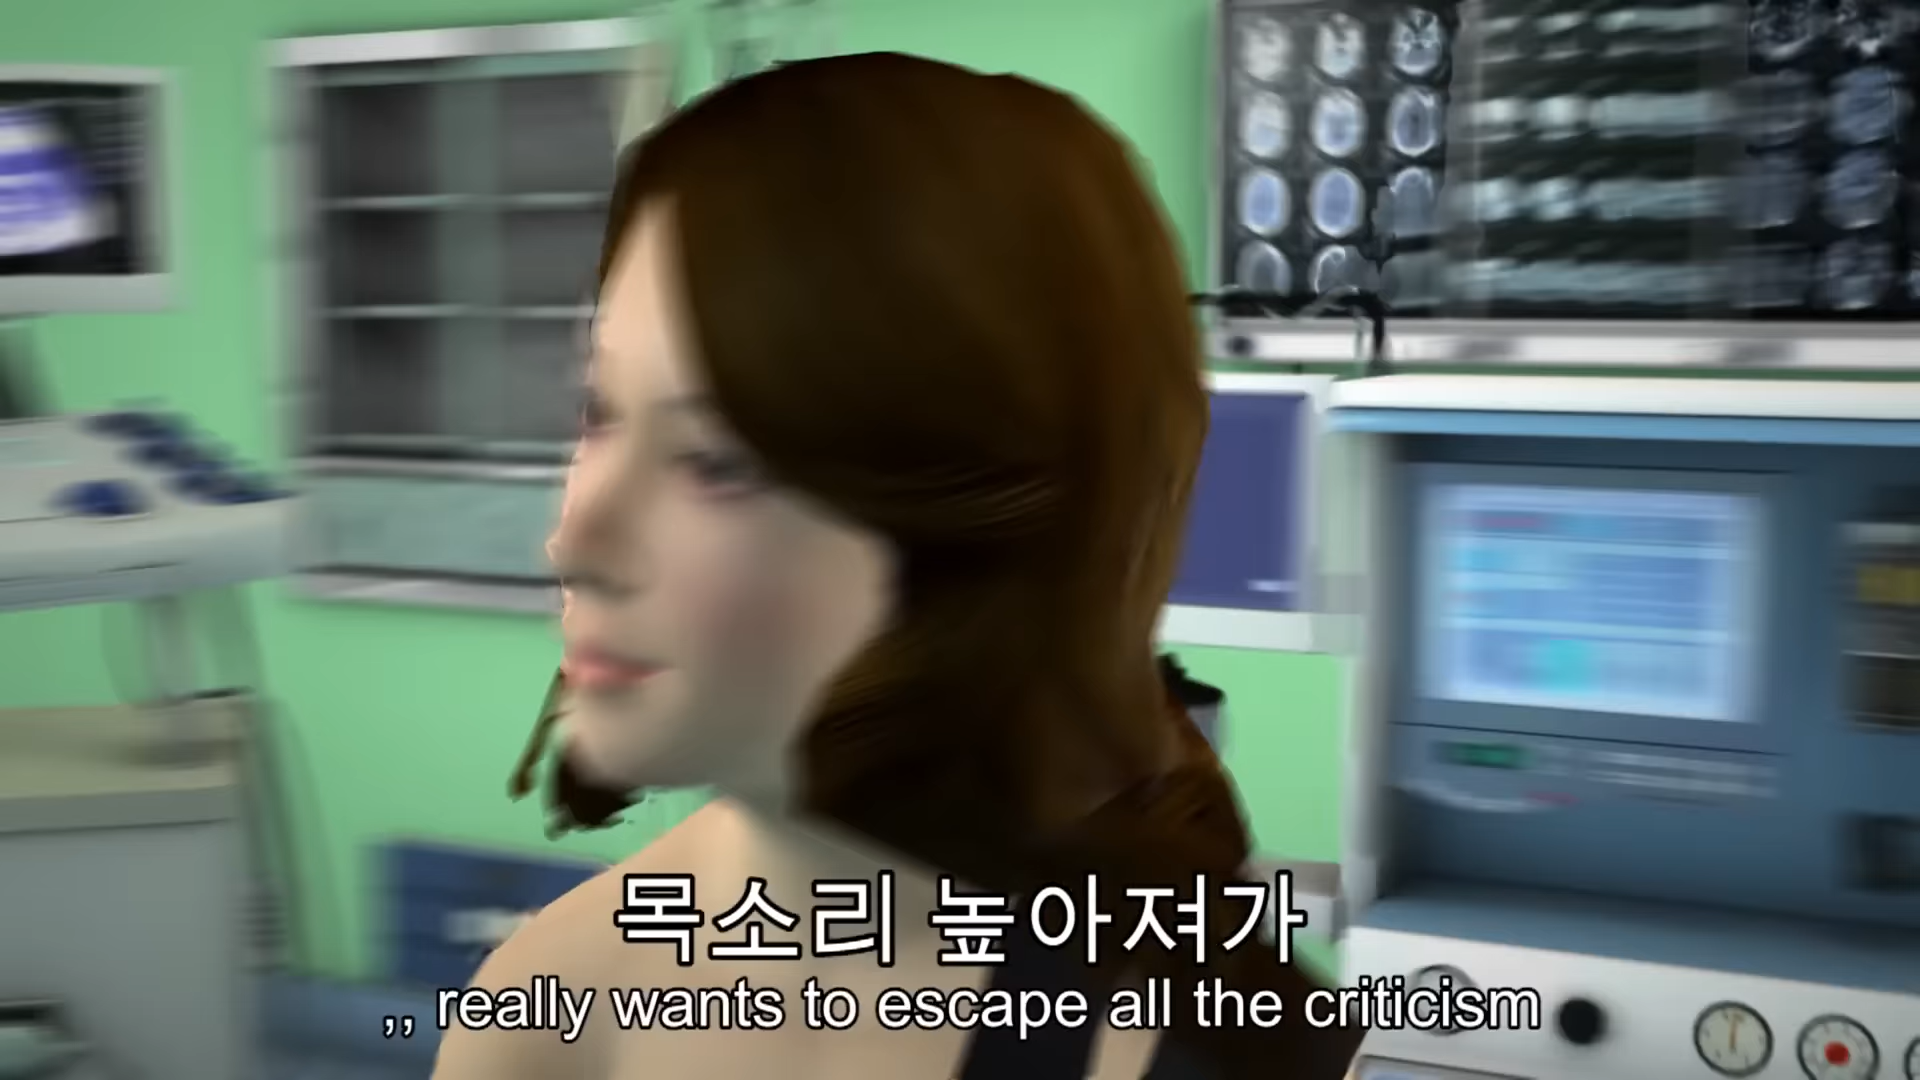 목소리 높아져가
,, really wants to escape all the criticism